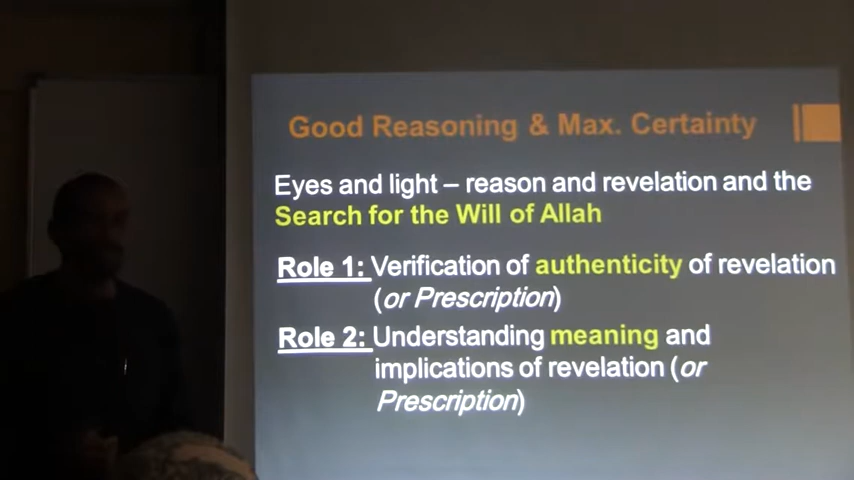 Good Reasoning & Max. Certainty
Eyes and light – reason and revelation and the
Search for the Will of Allah
Role 1: Verification of authenticity of revelation
(or Prescription)
Role 2: Understanding meaning and
implications of revelation (or
Prescription)